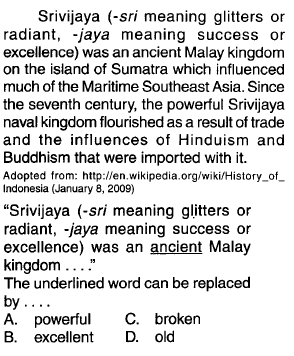 Srivijaya (-sri meaning glitters or
radiant, -jaya meaning success or
excellence) was an ancient Malay kingdom
on the island of Sumatra which influenced
much of the Maritime Southeast Asia. Since
the seventh century, the powerful Srivijaya
naval kingdom flourished as a result of trade
and the influences of Hinduism and
Buddhism that were imported with it.
Adopted from: http://en.wikipedia.org/wiki/History_of_
Indonesia (January 8, 2009)
“Srivijaya (-sri meaning glitters or
radiant, -jaya meaning success or
excellence) was an ancient Malay
kingdom . . . .”
The underlined word can be replaced
by . . . .
A. powerful C. broken
B. excellent D. old